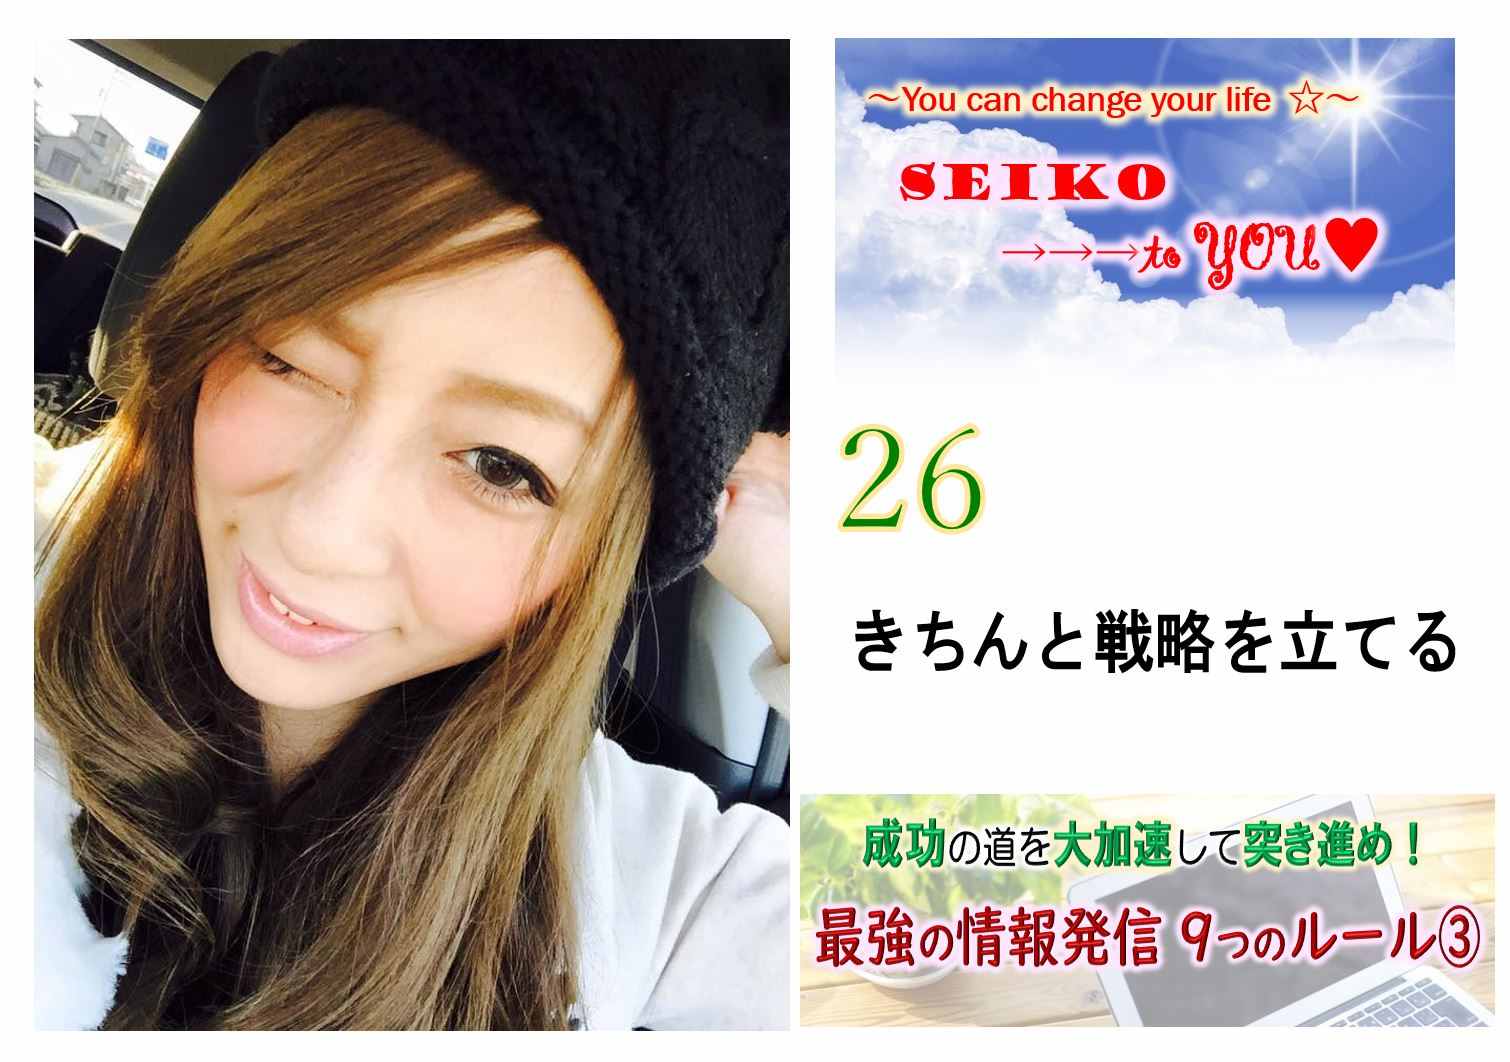 ～You can change your life ☆～
SEIKO
→→→to YOU♥
26
きちんと戦略を立てる
成功の道を大加速して突き進め！
最強の情報発信 9つのルール③